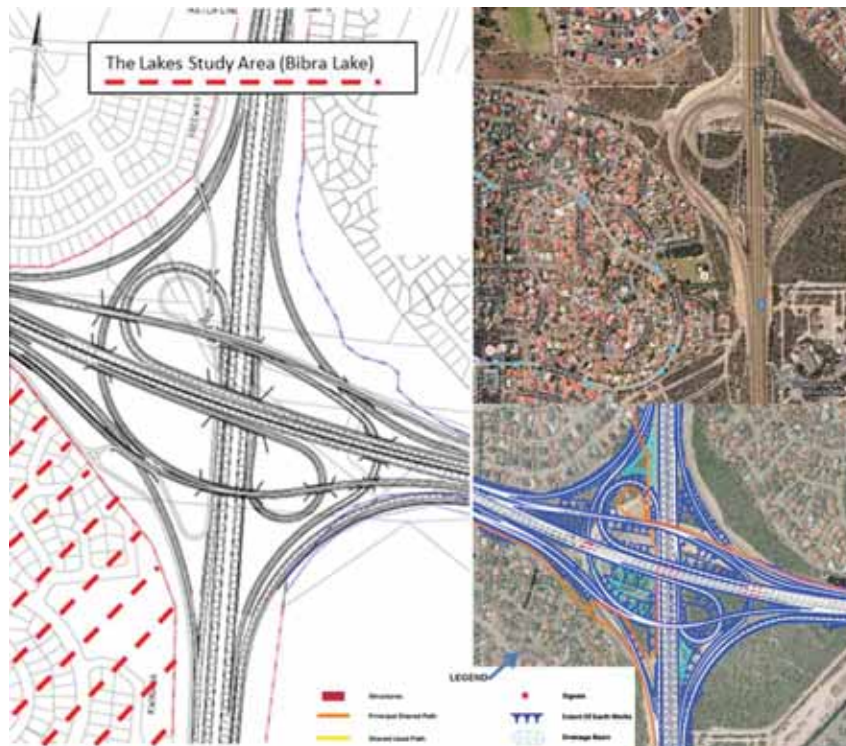 The Lakes Study Area (Bibra Lake)
LEGEND
Structures
Principal Shared Path
Shared Used Path
Signals
Extent Of Earth Works
Drainage Basin